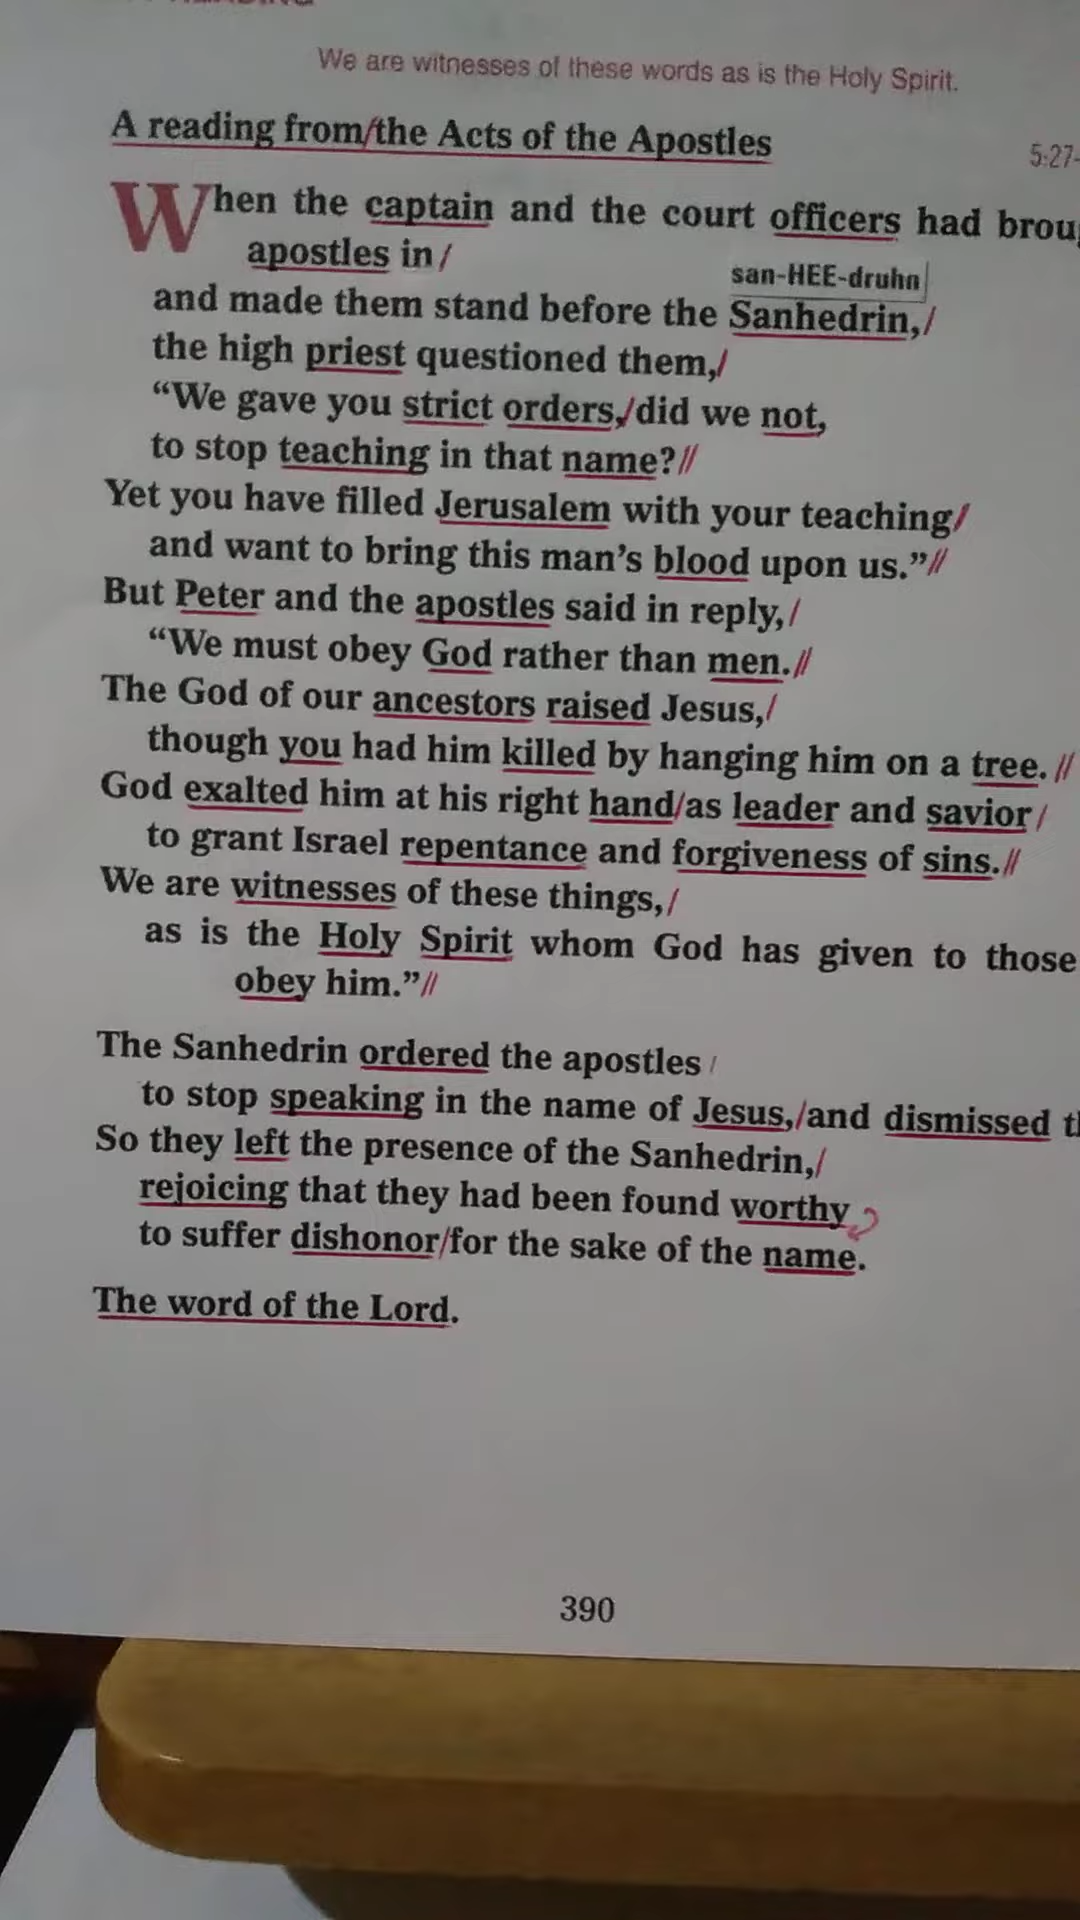 We are witnesses of these words as is the Holy Spirit.
A reading from/the Acts of the Apostles
5:27-
When the captain and the court officers had brou
apostles in/
san-HEE-druhn
and made them stand before the Sanhedrin,/
the high priest questioned them,/
“We gave you strict orders,/did we not,
to stop teaching in that name?//
Yet you have filled Jerusalem with your teaching/
and want to bring this man’s blood upon us.”//
But Peter and the apostles said in reply,/
“We must obey God rather than men.//
The God of our ancestors raised Jesus,/
though you had him killed by hanging him on a tree.//
God exalted him at his right hand/as leader and savior/
to grant Israel repentance and forgiveness of sins.//
We are witnesses of these things,/
as is the Holy Spirit whom God has given to those
obey him.”//
The Sanhedrin ordered the apostles/
to stop speaking in the name of Jesus,/and dismissed t
So they left the presence of the Sanhedrin,/
rejoicing that they had been found worthy
to suffer dishonor/for the sake of the name.
The word of the Lord.
390